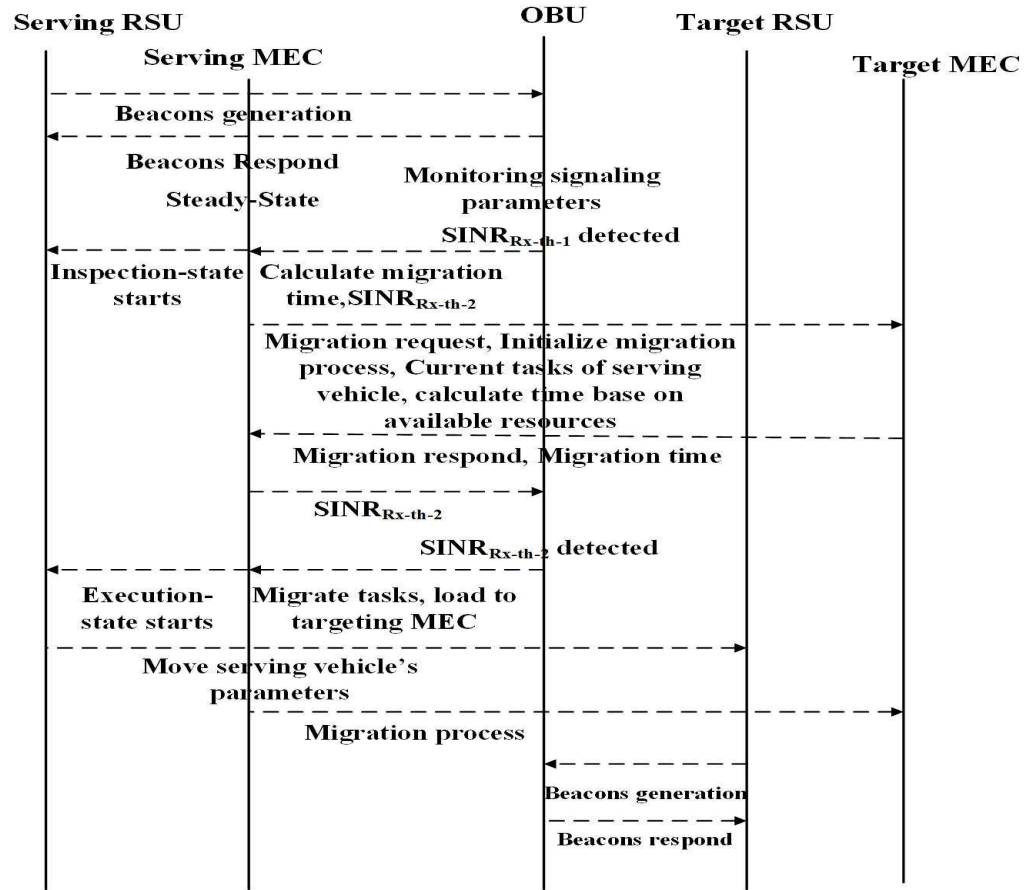 Serving RSU
OBU
Target RSU
Serving MEC
Target MEC
Beacons generation
Beacons Respond
Steady-State
Monitoring signaling
parameters
SINRRx-th-1 detected
Inspection-state
starts
Calculate migration
time,SINRRx-th-2
Migration request, Initialize migration
process, Current tasks of serving
vehicle, calculate time base on
available resources
Migration respond, Migration time
SINRRx-th-2
SINRRx-th-2 detected
Execution-
state starts
Migrate tasks, load to
targeting MEC
Move serving vehicle's
parameters
Migration process
Beacons generation
Beacons respond